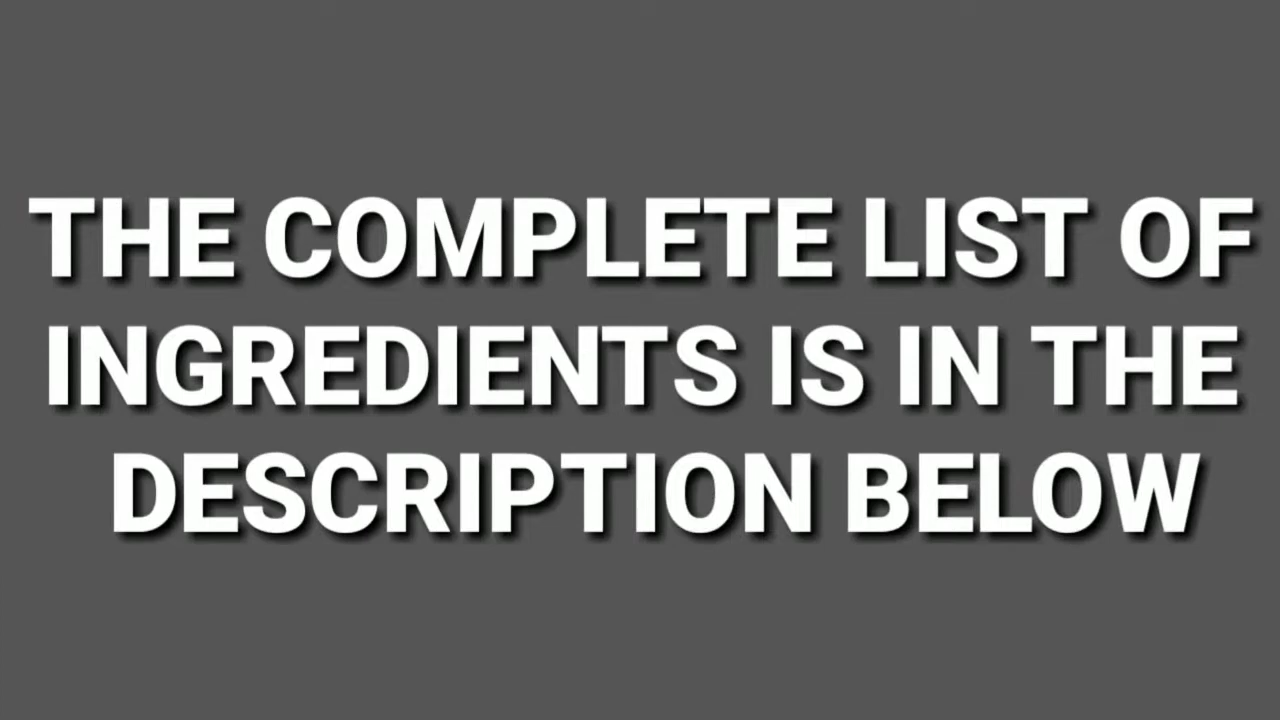 THE COMPLETE LIST OF
INGREDIENTS IS IN THE
DESCRIPTION BELOW